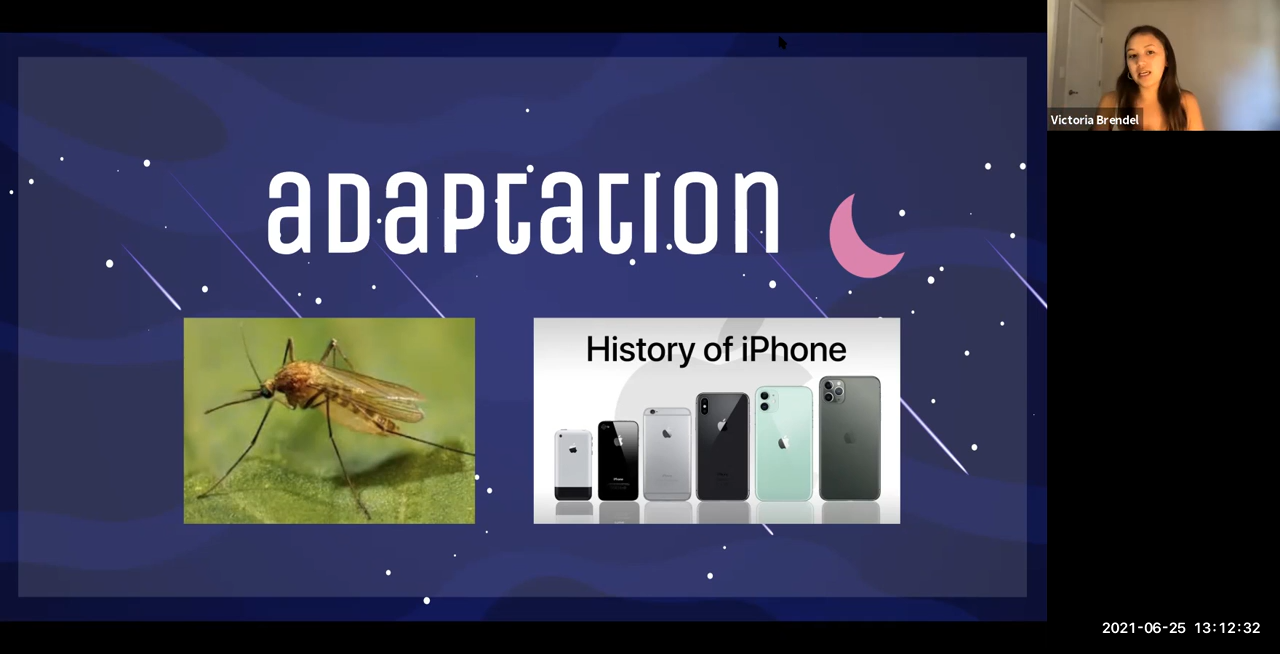 adaptation
History of iPhone
Victoria Brendel
2021-06-25 13:12:32